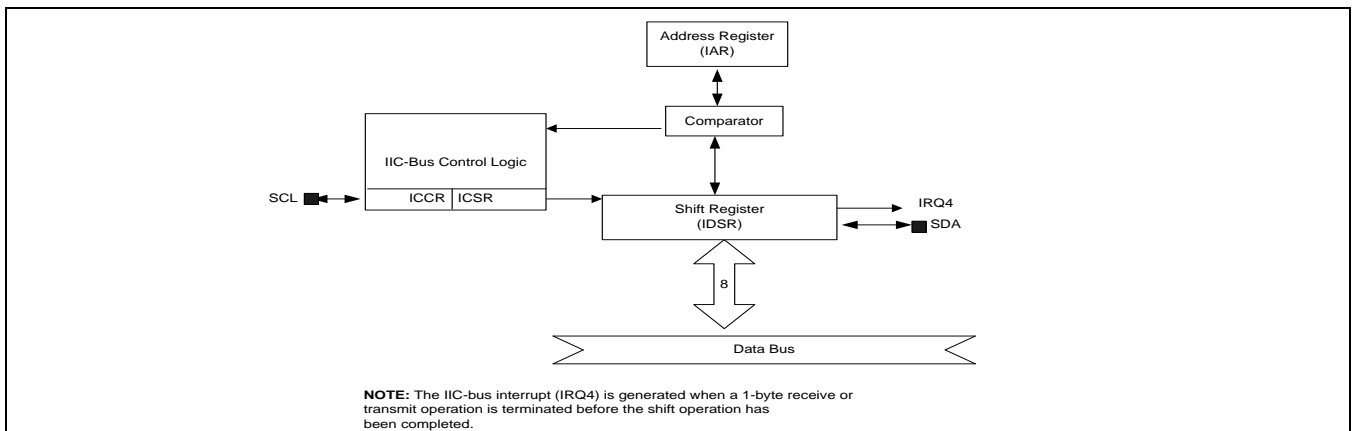 Address Register
(IAR)
Comparator
IIC-Bus Control Logic
SCL
ICCR ICSR
Shift Register
(IDSR)
IRQ4
SDA
8
Data Bus
NOTE: The IIC-bus interrupt (IRQ4) is generated when a 1-byte receive or
transmit operation is terminated before the shift operation has
been completed.